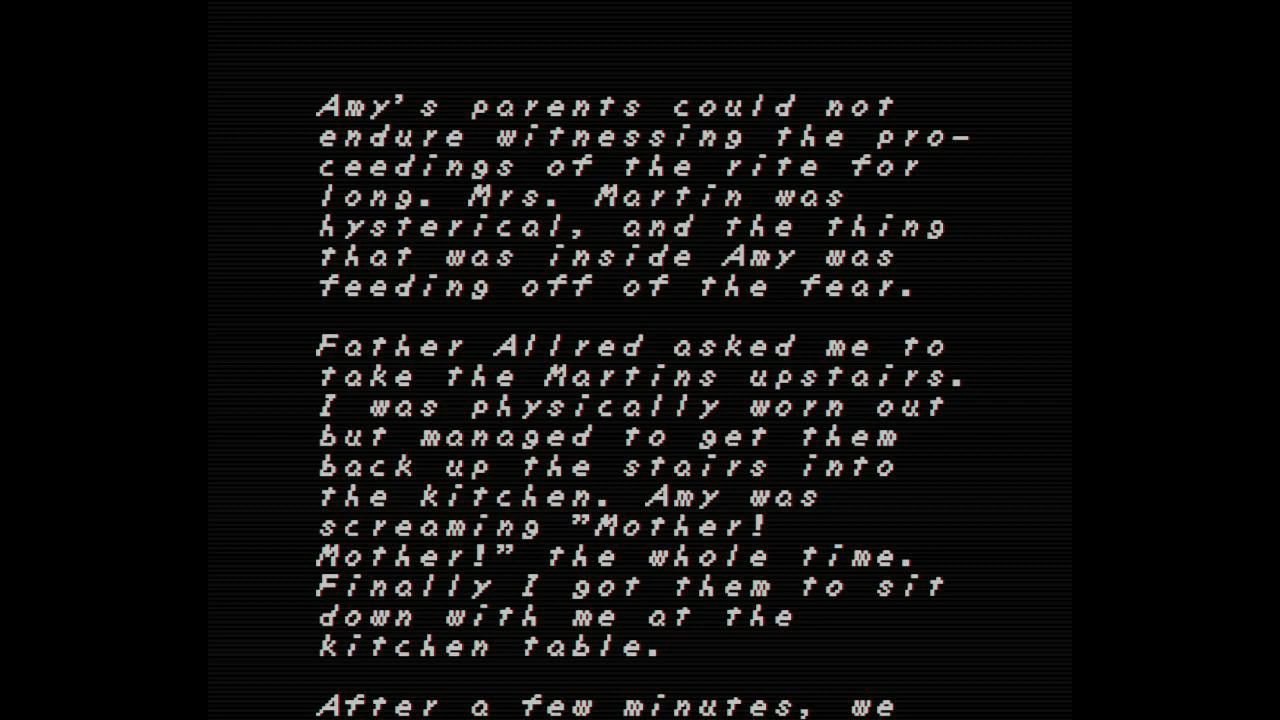 Amy's parents could not
endure witnessing the pro-
ceedings of the rite for
long. Mrs. Martin was
hysterical, and the thing
that was inside Amy was
feeding off of the fear.
Father Allred asked me to
take the Martins upstairs.
I was physically worn out
but managed to get them
back up the stairs into
the kitchen. Amy was
screaming "Mother!
Mother!" the whole time.
Finally I got them to sit
down with me at the
kitchen table.
After a few minutes, we